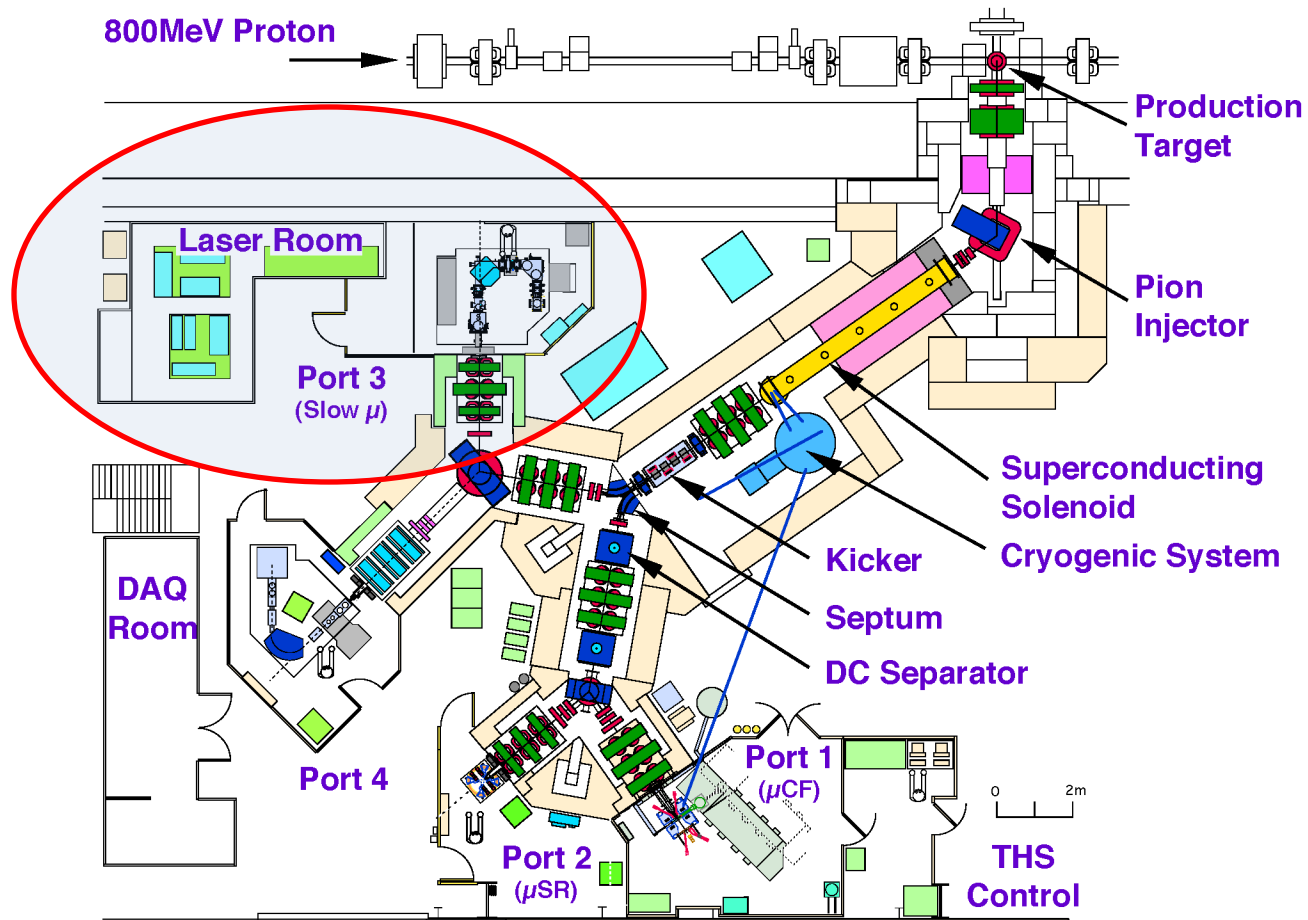 800MeV Proton
Production
Target
Laser Room
Pion
Injector
Port 3
(Slow μ)
Superconducting
Solenoid
Kicker
Cryogenic System
DAQ
Room
Septum
DC Separator
Port 4
Port 1
(μCF)
0 2m
Port 2
(μSR)
THS
Control